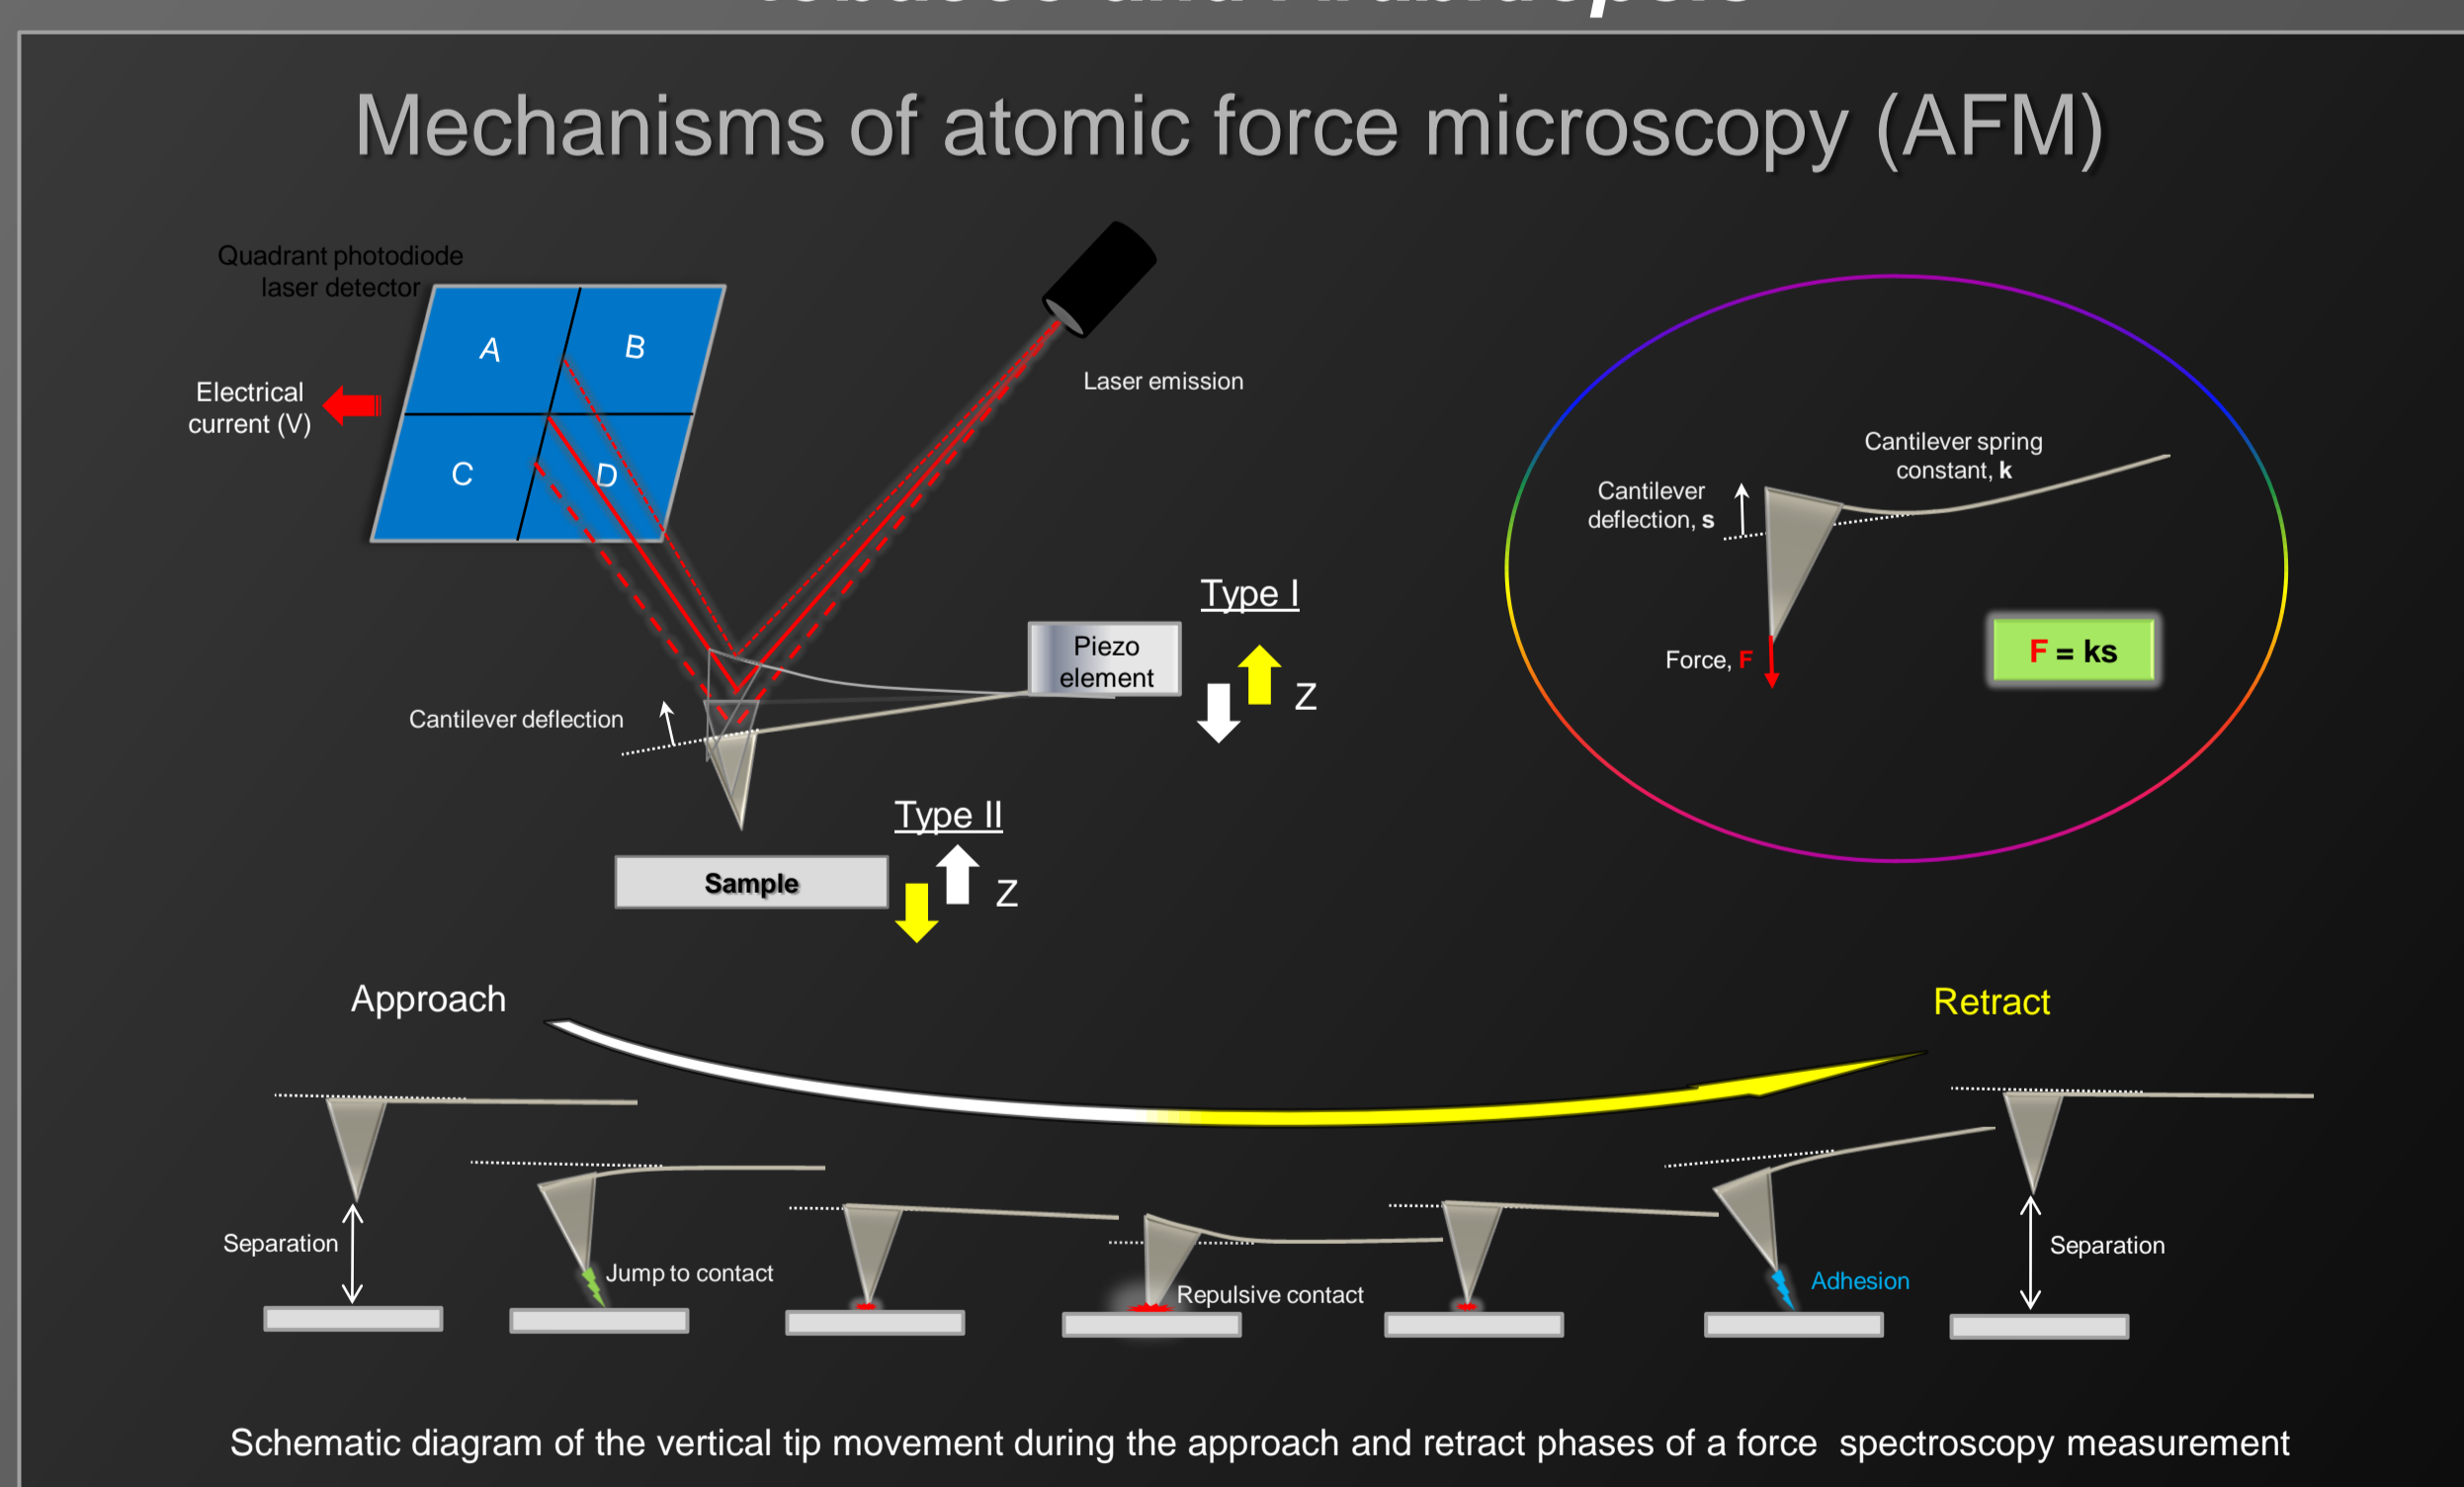 Mechanisms of atomic force microscopy (AFM)
Quadrant photodiode
laser detector
A
B
C
D
Electrical
current (V)
Laser emission
Cantilever spring
constant, k
Cantilever
deflection, s
Force, F
F = ks
Type I
Piezo
element
Z
Cantilever deflection
Type II
Sample
Z
Approach
Retract
Separation
Jump to contact
Repulsive contact
Adhesion
Separation
Schematic diagram of the vertical tip movement during the approach and retract phases of a force spectroscopy measurement